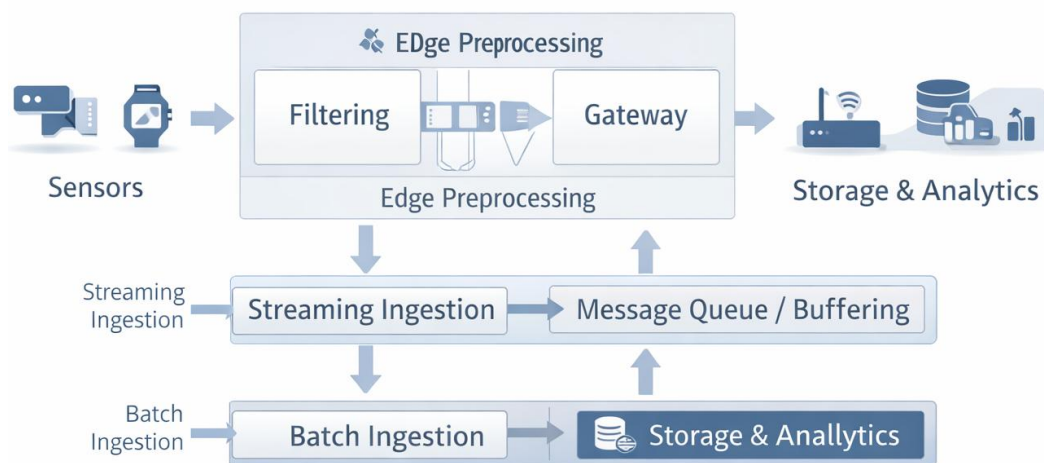 EDge Preprocessing
Filtering
Gateway
Sensors
Edge Preprocessing
Storage & Analytics
Streaming
Ingestion
Streaming Ingestion
Message Queue / Buffering
Batch
Ingestion
Batch Ingestion
Storage & Anallytics